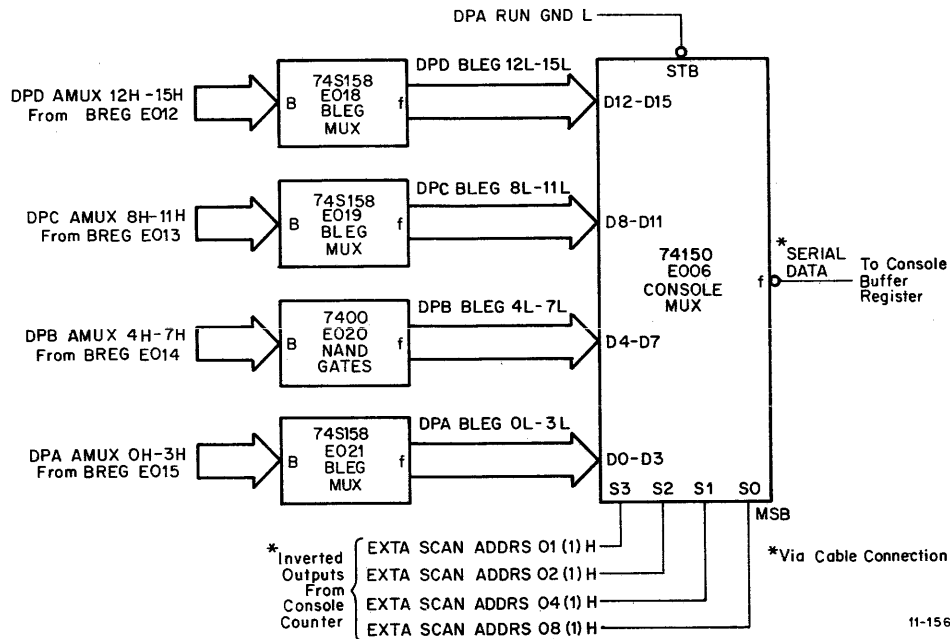 DPA RUN GND L
STB
DPD AMUX 12H-15H
From BREG E012
B
74S158
E018
BLEG
MUX
f
DPD BLEG 12L-15L
D12-D15
DPC AMUX 8H-11H
From BREG E013
B
74S158
E019
BLEG
MUX
f
DPC BLEG 8L-11L
D8-D11
74150
E006
CONSOLE
MUX
f
*SERIAL
DATA
To Console
Buffer
Register
DPB AMUX 4H-7H
From BREG E014
B
7400
E020
NAND
GATES
f
DPB BLEG 4L-7L
D4-D7
DPA AMUX 0H-3H
From BREG E015
B
74S158
E021
BLEG
MUX
f
DPA BLEG 0L-3L
D0-D3
S3 S2 S1 S0
MSB
*Inverted
Outputs
From
Console
Counter
EXTA SCAN ADDRS 01 (1) H
EXTA SCAN ADDRS 02 (1) H
EXTA SCAN ADDRS 04 (1) H
EXTA SCAN ADDRS 08 (1) H
*Via Cable Connection
11-156